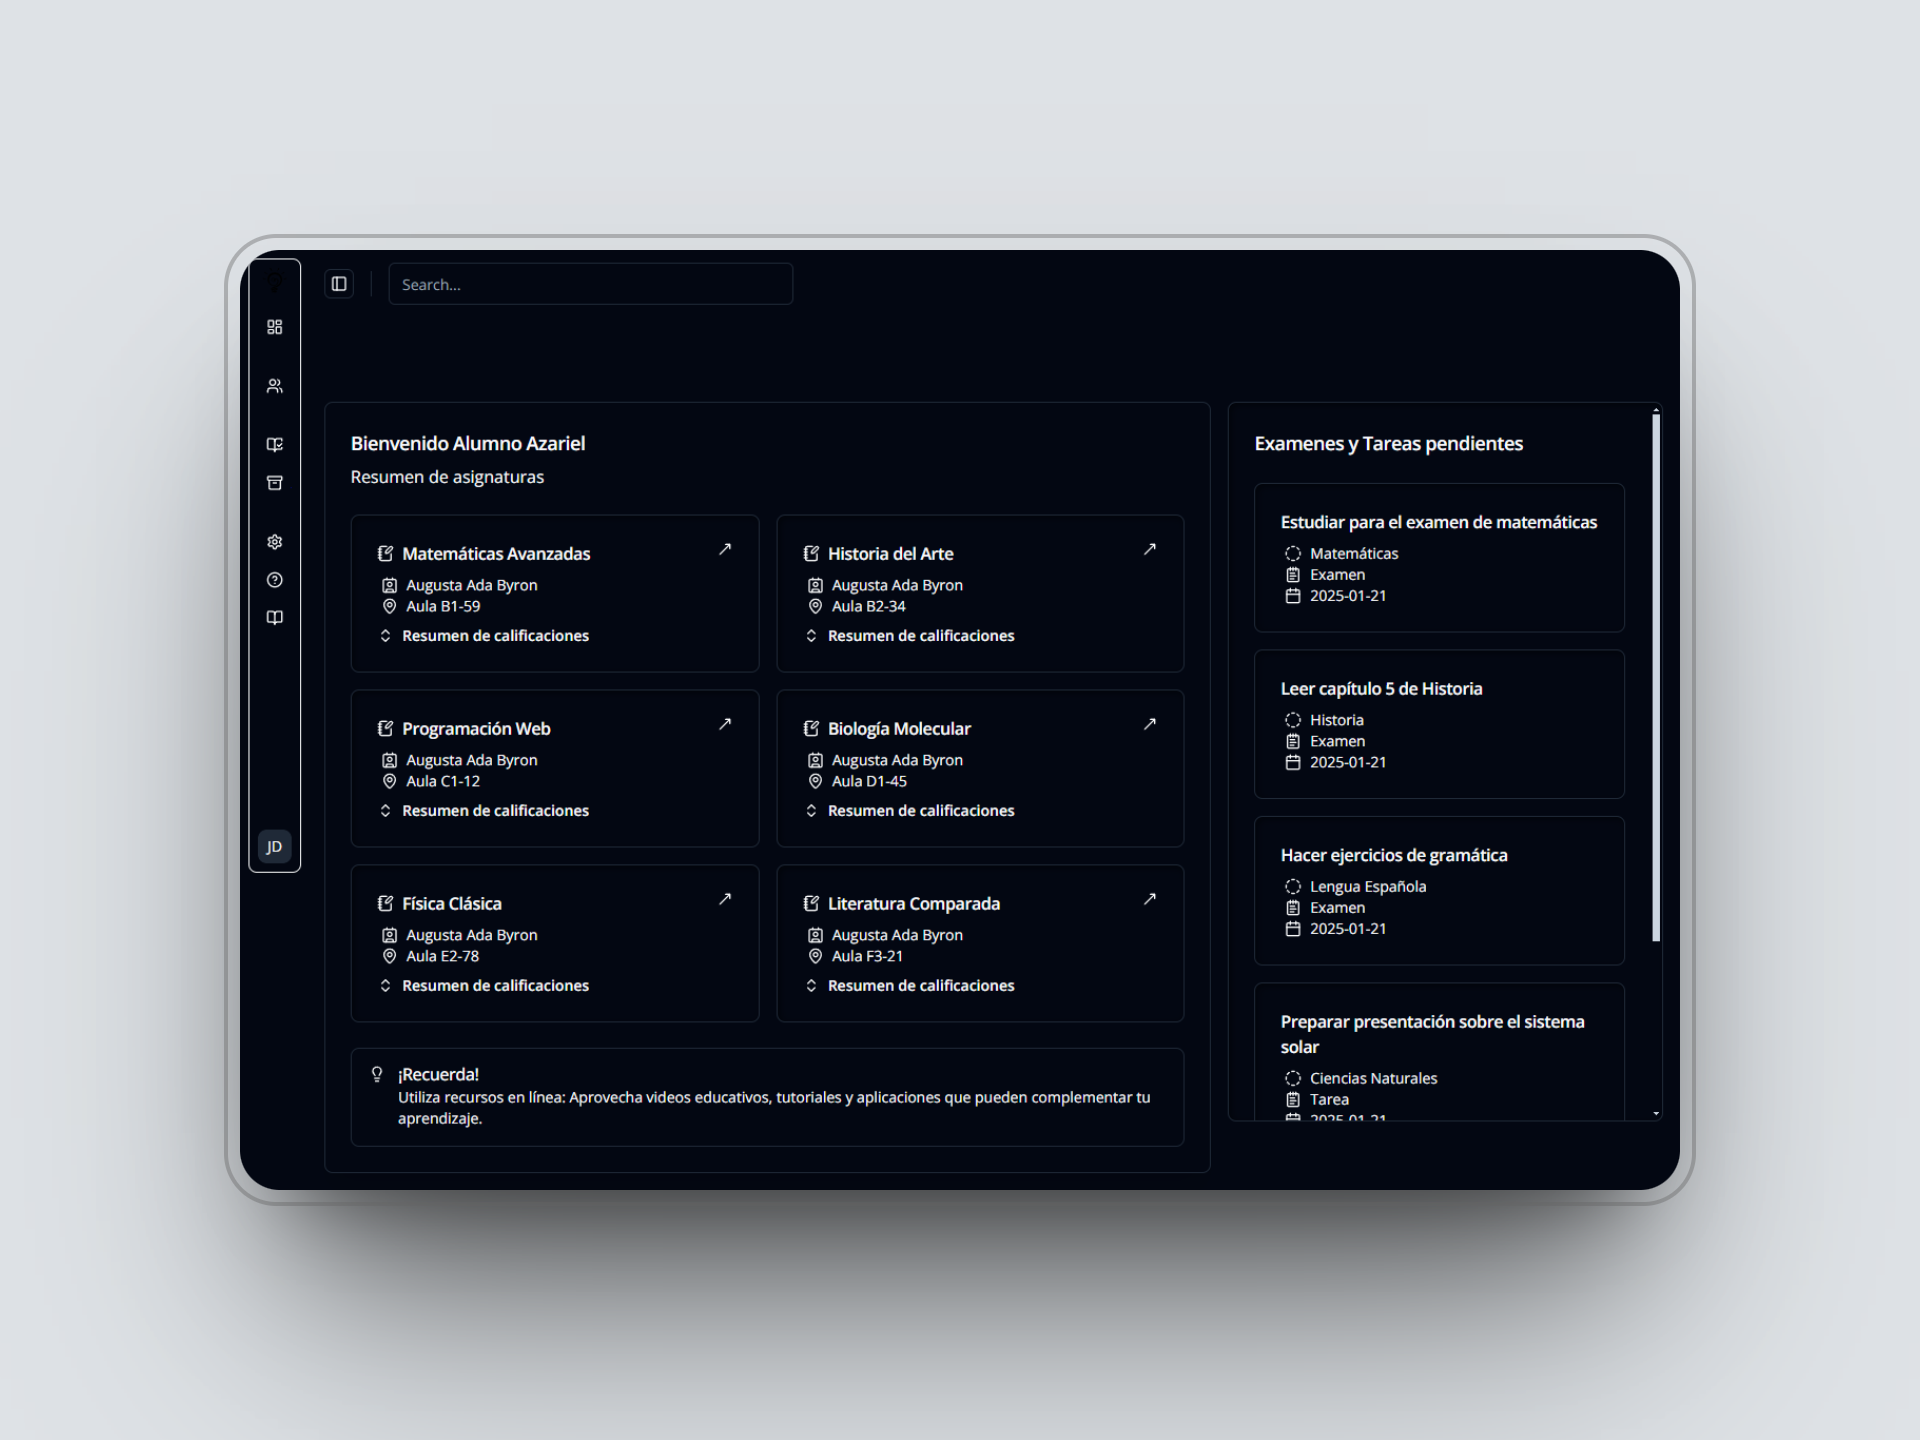 Search...
Bienvenido Alumno Azariel
Resumen de asignaturas
Matemáticas Avanzadas
Augusta Ada Byron
Aula B1-59
Resumen de calificaciones
Historia del Arte
Augusta Ada Byron
Aula B2-34
Resumen de calificaciones
Programación Web
Augusta Ada Byron
Aula C1-12
Resumen de calificaciones
Biología Molecular
Augusta Ada Byron
Aula D1-45
Resumen de calificaciones
Física Clásica
Augusta Ada Byron
Aula E2-78
Resumen de calificaciones
Literatura Comparada
Augusta Ada Byron
Aula F3-21
Resumen de calificaciones
¡Recuerda!
Utiliza recursos en línea: Aprovecha videos educativos, tutoriales y aplicaciones que pueden complementar tu
aprendizaje.
Examenes y Tareas pendientes
Estudiar para el examen de matemáticas
Matemáticas
Examen
2025-01-21
Leer capítulo 5 de Historia
Historia
Examen
2025-01-21
Hacer ejercicios de gramática
Lengua Española
Examen
2025-01-21
Preparar presentación sobre el sistema
solar
Ciencias Naturales
Tarea
2025-01-21
JD